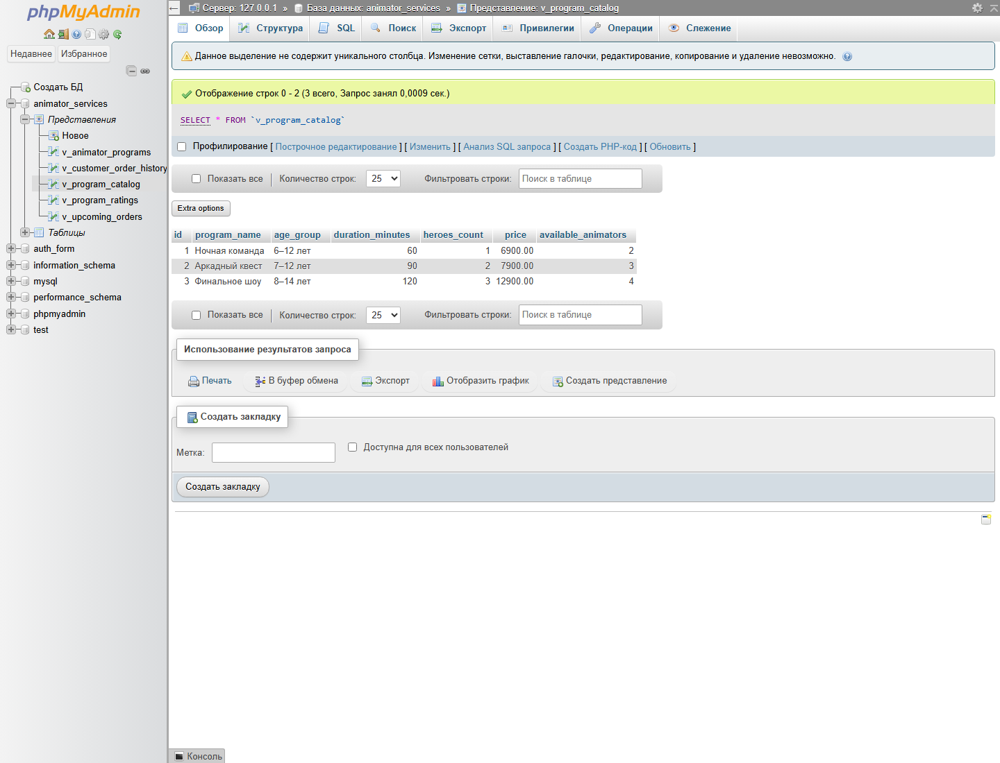 phpMyAdmin
Недавнее Избранное
Создать БД
animator_services
Представления
Новое
v_animator_programs
v_customer_order_history
v_program_catalog
v_program_ratings
v_upcoming_orders
Таблицы
auth_form
information_schema
mysql
performance_schema
phpmyadmin
test
Сервер: 127.0.0.1 » База данных: animator_services » Представление: v_program_catalog
Обзор Структура SQL Поиск Экспорт Привилегии Операции Слежение
Данное выделение не содержит уникального столбца. Изменение сетки, выставление галочки, редактирование, копирование и удаление невозможно.
Отображение строк 0 - 2 (3 всего, Запрос занял 0,0009 сек.)
SELECT * FROM `v_program_catalog`
Профилирование [ Построчное редактирование ] [ Изменить ] [ Анализ SQL запроса ] [ Создать PHP-код ] [ Обновить ]
Показать все Количество строк: 25 Фильтровать строки: Поиск в таблице
Extra options
id program_name age_group duration_minutes heroes_count price available_animators
1 Ночная команда 6–12 лет 60 1 6900.00 2
2 Аркадный квест 7–12 лет 90 2 7900.00 3
3 Финальное шоу 8–14 лет 120 3 12900.00 4
Показать все Количество строк: 25 Фильтровать строки: Поиск в таблице
Использование результатов запроса
Печать В буфер обмена Экспорт Отобразить график Создать представление
Создать закладку
Метка: Доступна для всех пользователей
Создать закладку
Консоль